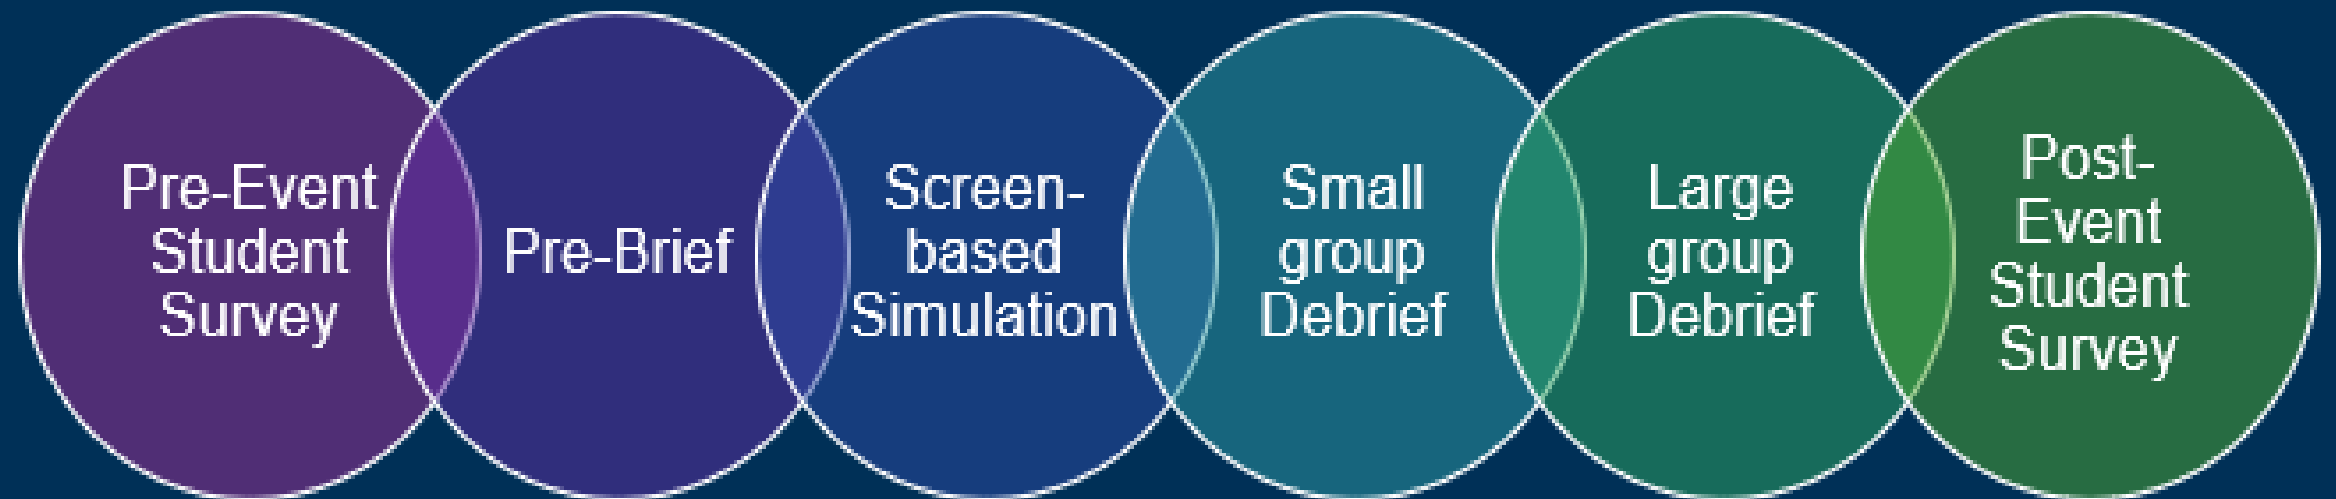 Pre-Event
Student
Survey
Pre-Brief
Screen-
based
Simulation
Small
group
Debrief
Large
group
Debrief
Post-
Event
Student
Survey